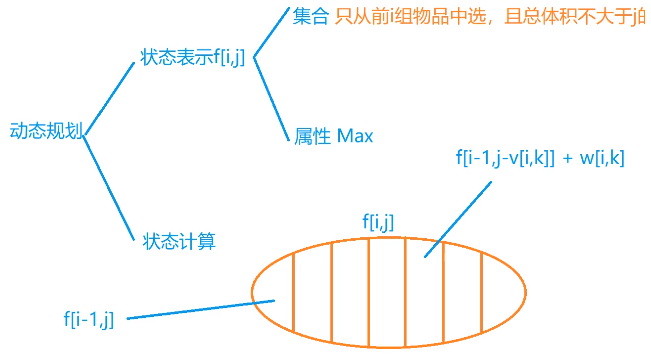 集合 只从前i组物品中选，且总体积不大于j的
状态表示f[i,j]
动态规划
属性 Max
f[i-1,j-v[i,k]] + w[i,k]
f[i,j]
状态计算
f[i-1,j]